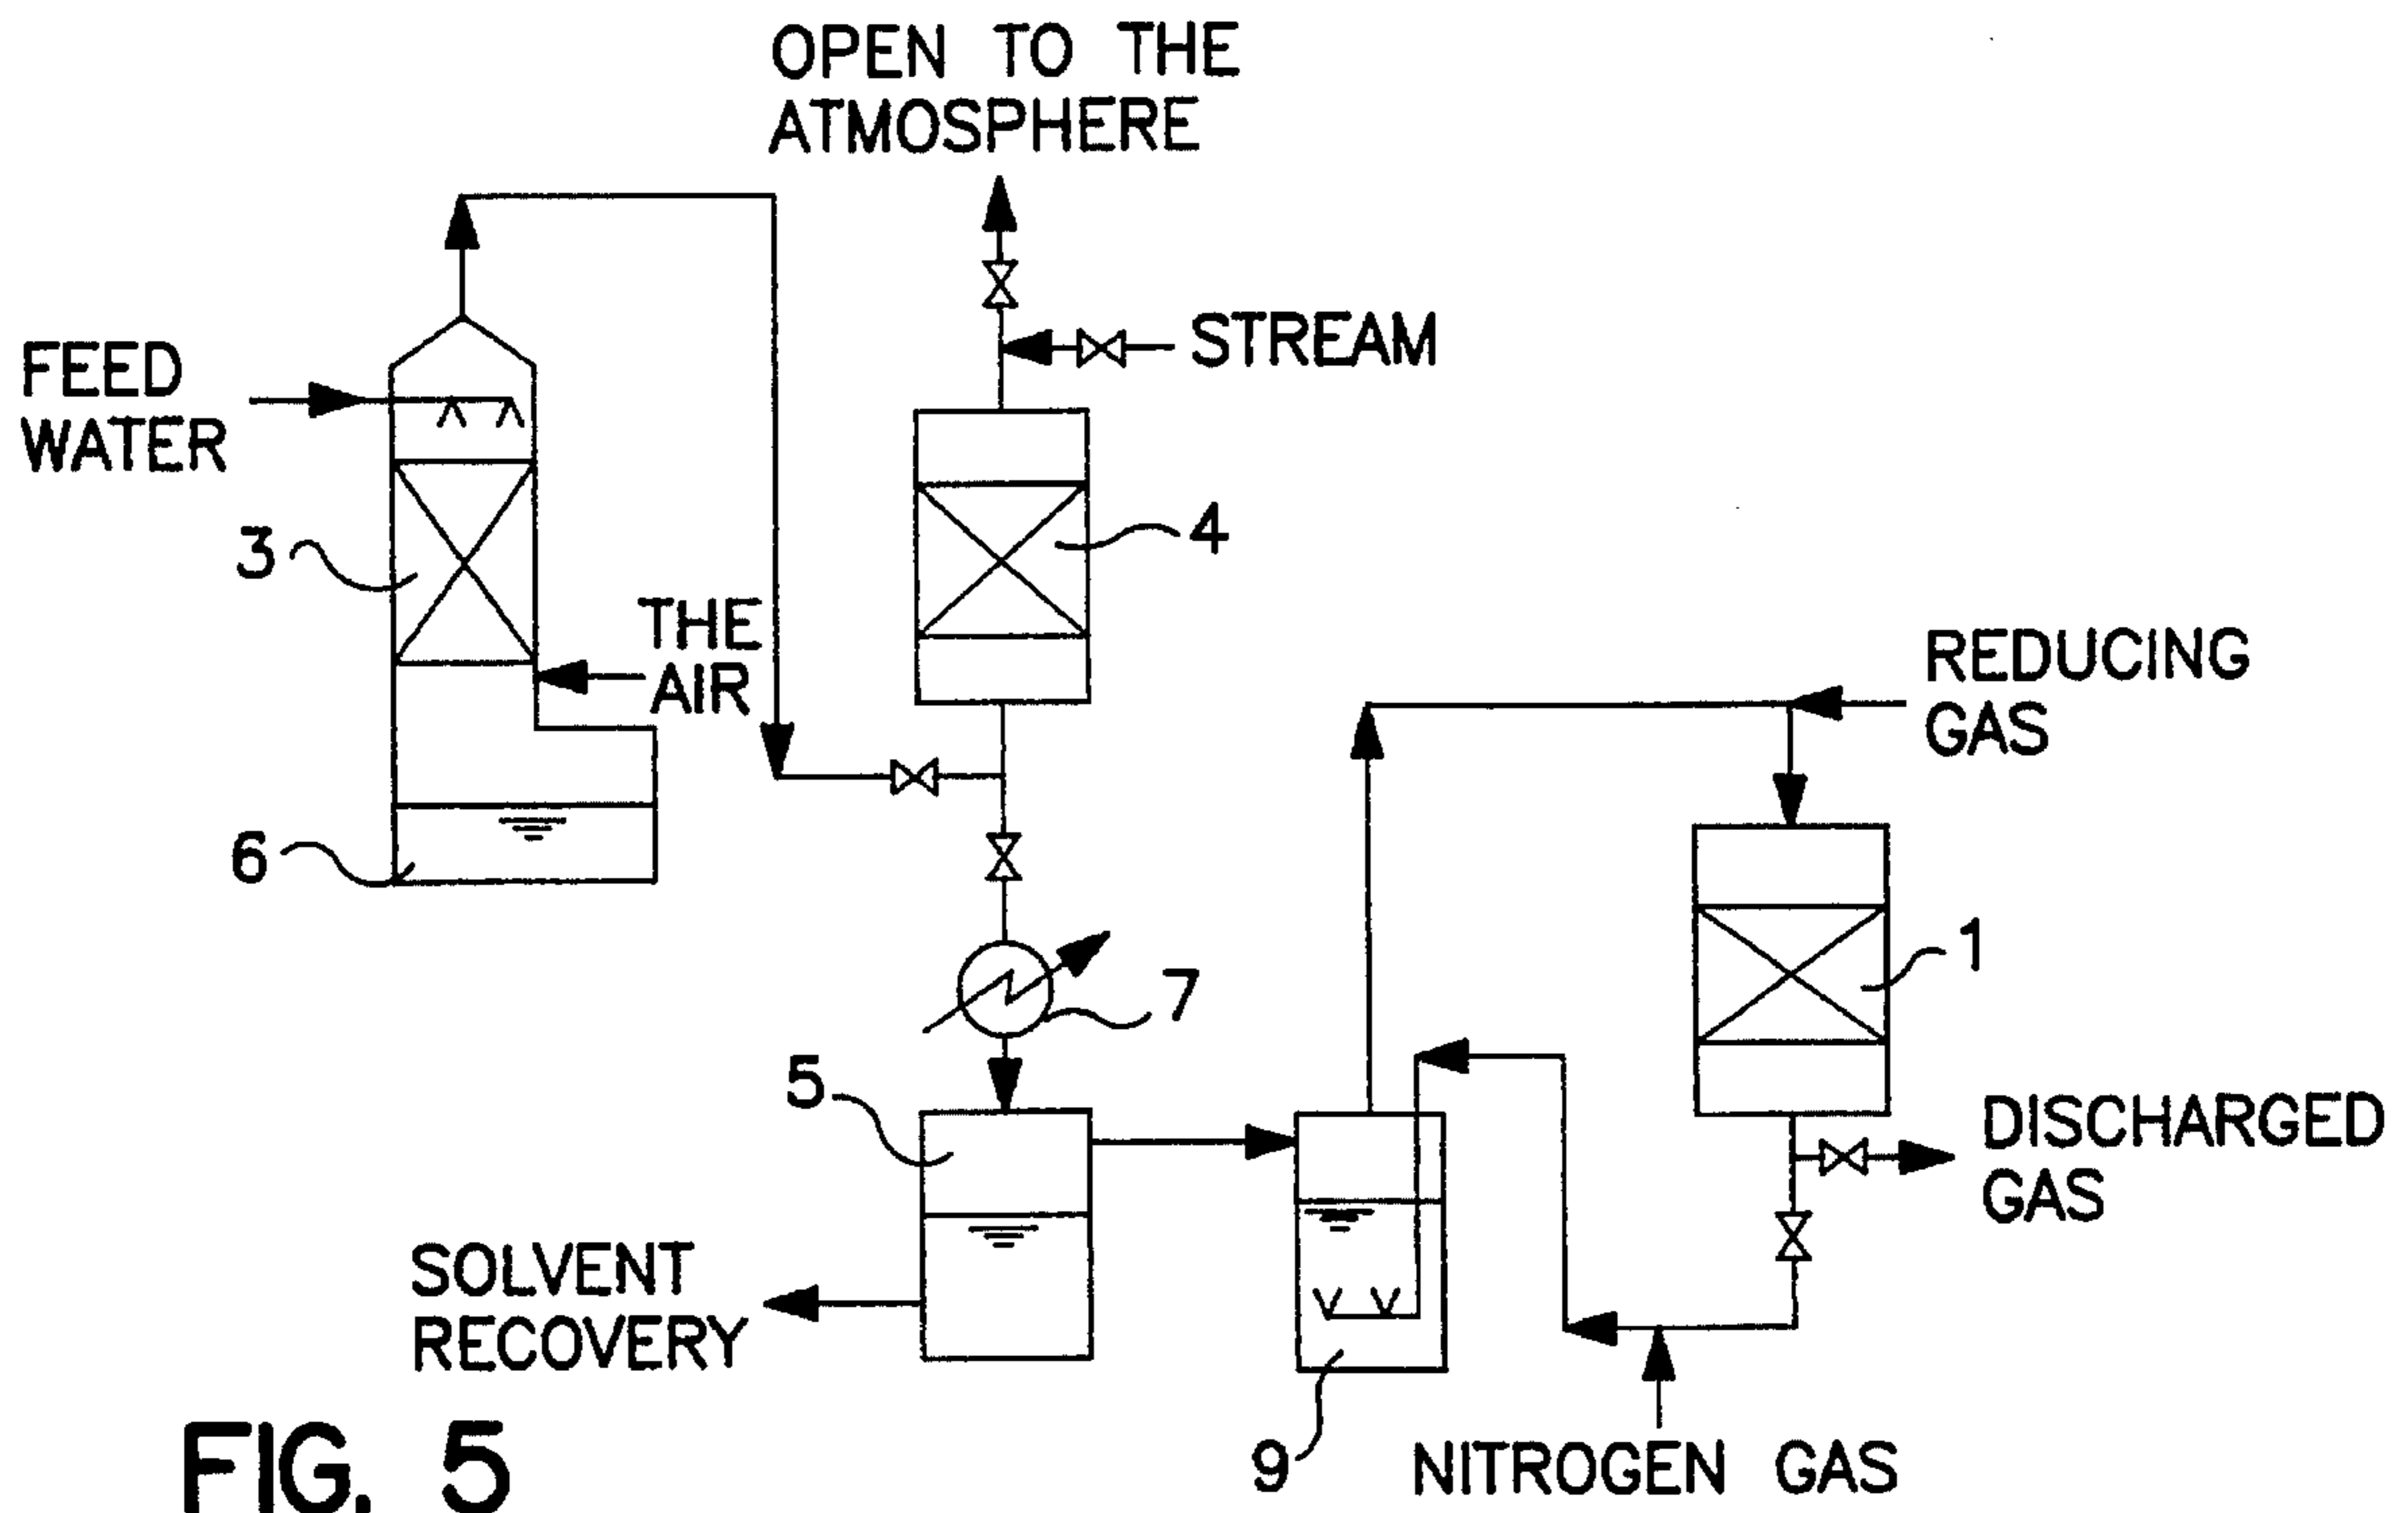 OPEN TO THE
ATMOSPHERE
FEED
WATER
STREAM
3
4
THE
AIR
REDUCING
GAS
6
1
7
5
DISCHARGED
GAS
SOLVENT
RECOVERY
9
NITROGEN GAS
FIG. 5